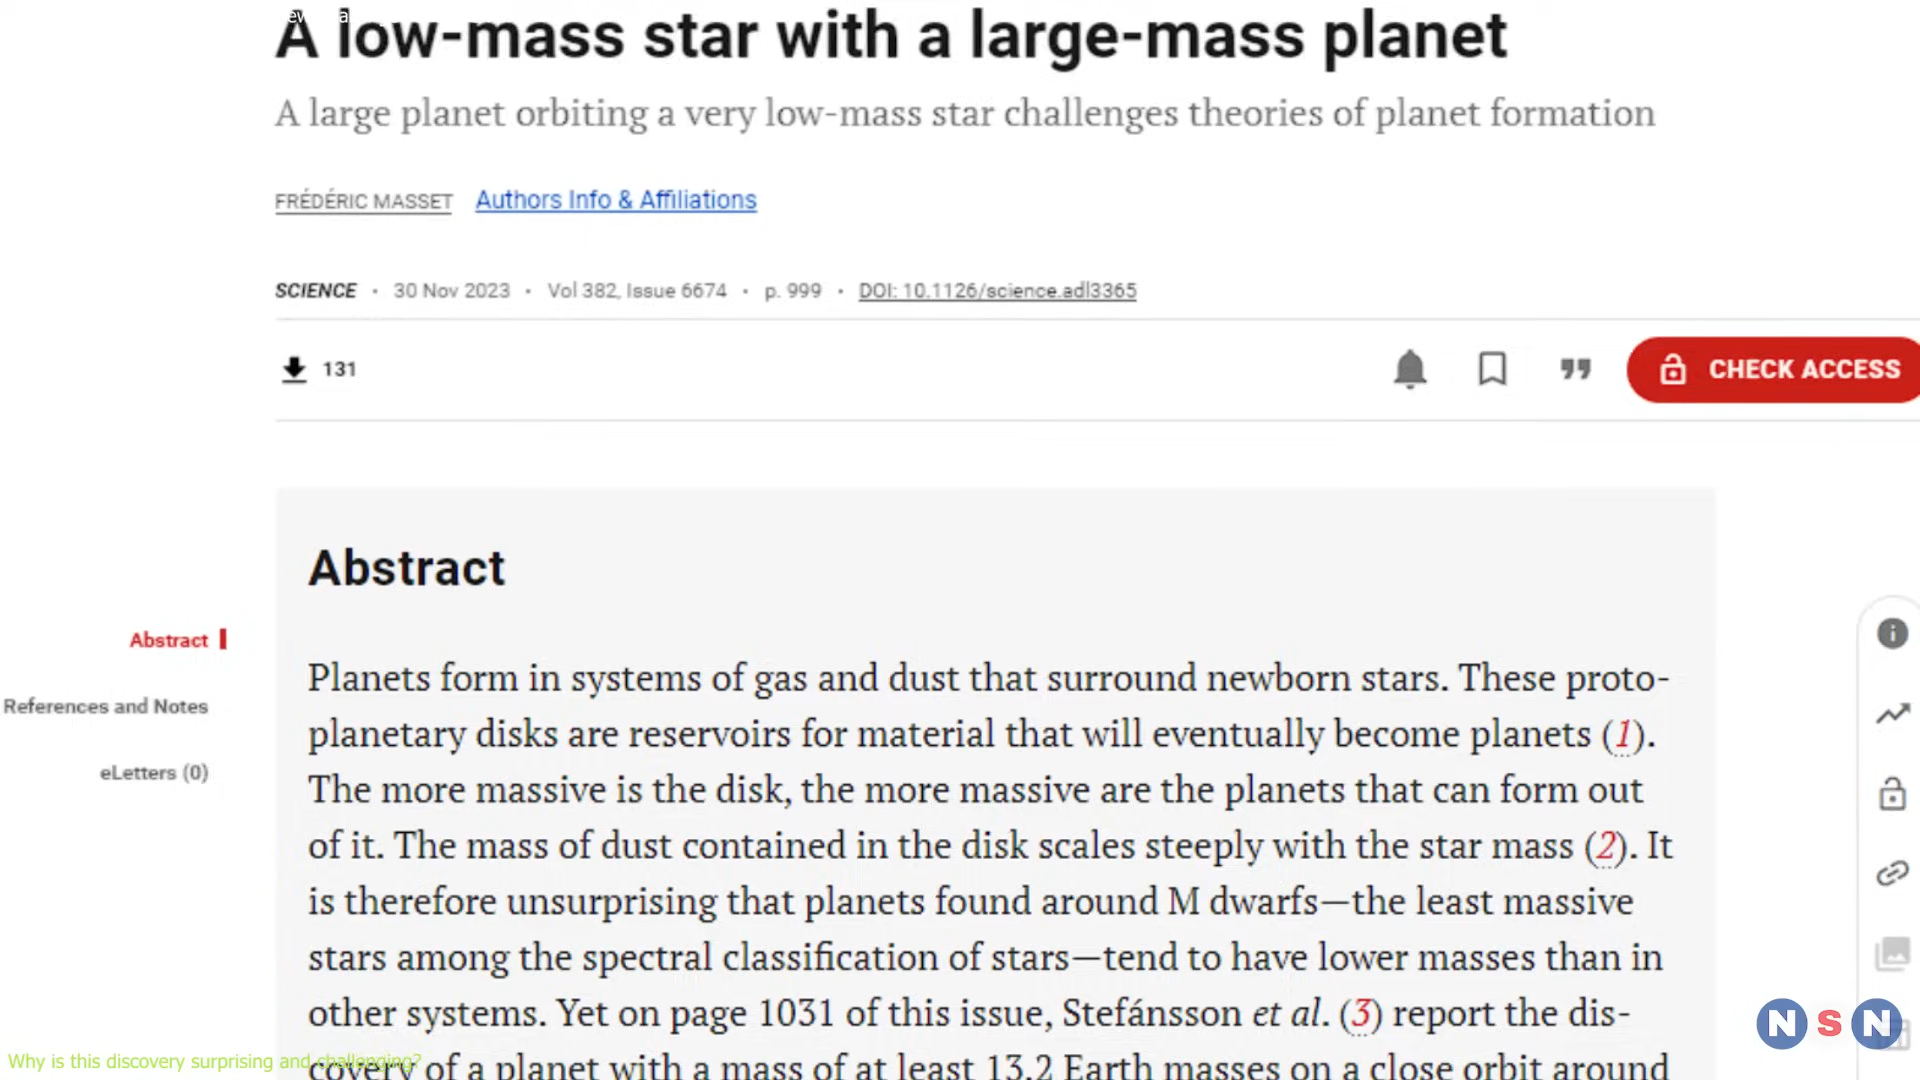 A low-mass star with a large-mass planet
A large planet orbiting a very low-mass star challenges theories of planet formation
FRÉDÉRIC MASSET Authors Info & Affiliations
SCIENCE · 30 Nov 2023 · Vol 382, Issue 6674 · p. 999 · DOI: 10.1126/science.adl3365
131
CHECK ACCESS
Abstract
Abstract
References and Notes
eLetters (0)
Planets form in systems of gas and dust that surround newborn stars. These proto-
planetary disks are reservoirs for material that will eventually become planets (1).
The more massive is the disk, the more massive are the planets that can form out
of it. The mass of dust contained in the disk scales steeply with the star mass (2). It
is therefore unsurprising that planets found around M dwarfs—the least massive
stars among the spectral classification of stars—tend to have lower masses than in
other systems. Yet on page 1031 of this issue, Stefánsson et al. (3) report the dis-
covery of a planet with a mass of at least 13.2 Earth masses on a close orbit around
Why is this discovery surprising and challenging?
NSN